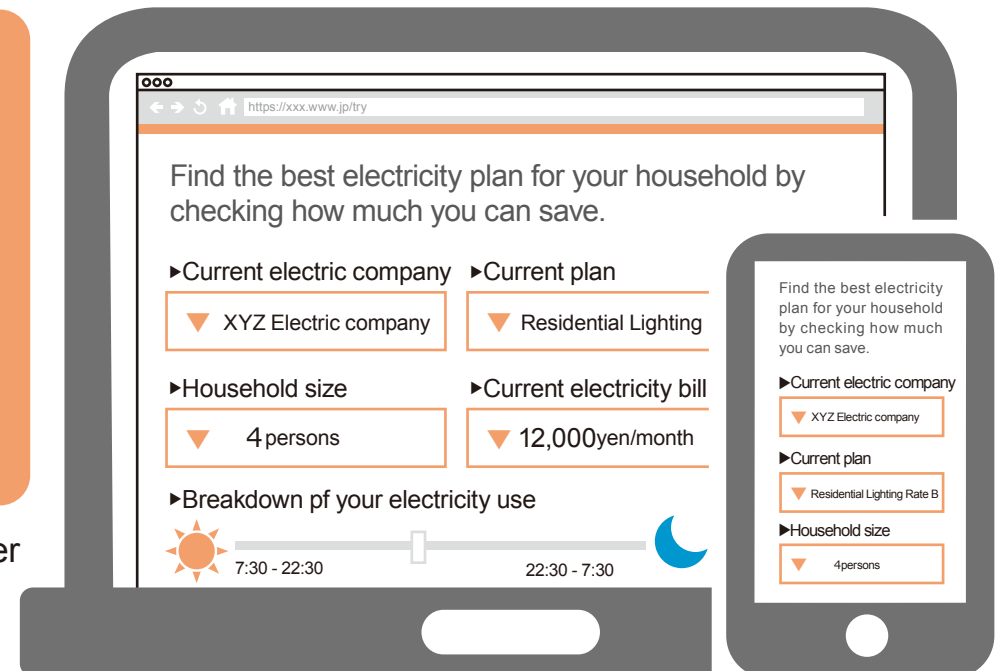 https://xxx.www.jp/try
Find the best electricity plan for your household by
checking how much you can save.
▶Current electric company ▶Current plan
▼ XYZ Electric company ▼ Residential Lighting
▶Household size ▶Current electricity bill
▼ 4 persons ▼ 12,000yen/month
▶Breakdown pf your electricity use
7:30 - 22:30 22:30 - 7:30
er
Find the best electricity
plan for your household
by checking how much
you can save.
▶Current electric company
▼ XYZ Electric company
▶Current plan
▼ Residential Lighting Rate B
▶Household size
▼ 4persons